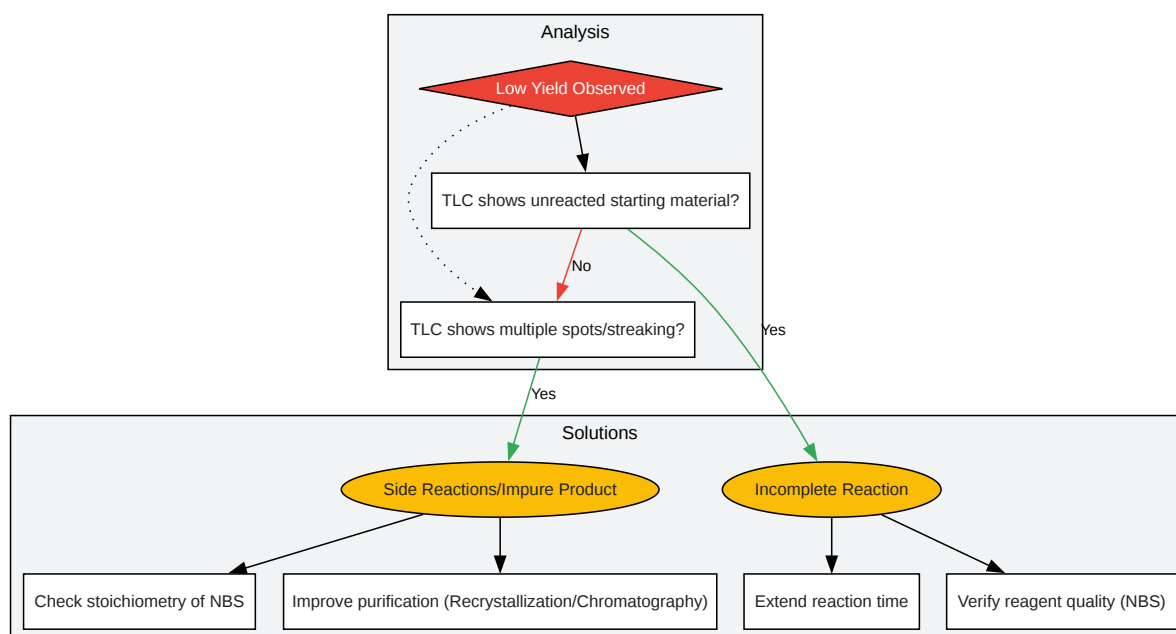 Analysis
Low Yield Observed
TLC shows unreacted starting material?
No
TLC shows multiple spots/streaking?
Yes
Yes
Solutions
Side Reactions/Impure Product
Incomplete Reaction
Check stoichiometry of NBS
Improve purification (Recrystallization/Chromatography)
Extend reaction time
Verify reagent quality (NBS)